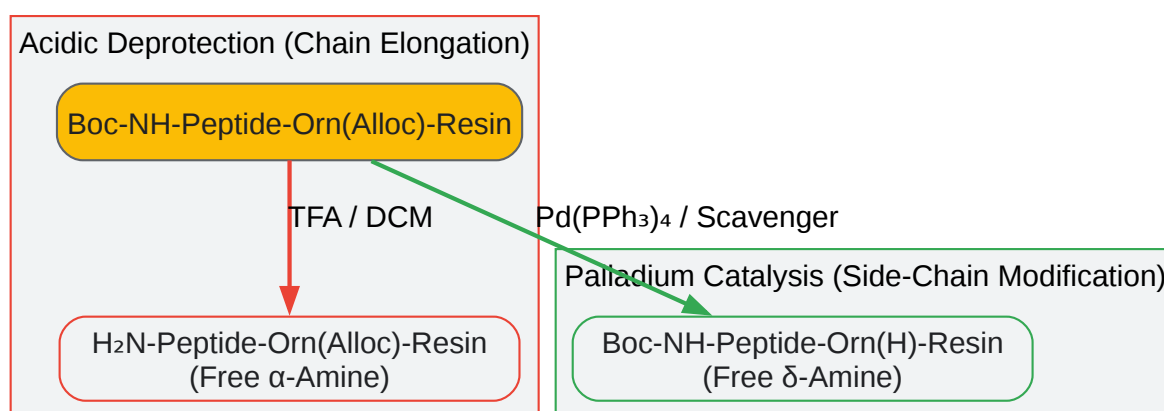 Acidic Deprotection (Chain Elongation)
Boc-NH-Peptide-Orn(Alloc)-Resin
TFA / DCM
Pd(PPh₃)₄ / Scavenger
Palladium Catalysis (Side-Chain Modification)
H₂N-Peptide-Orn(Alloc)-Resin
(Free α-Amine)
Boc-NH-Peptide-Orn(H)-Resin
(Free δ-Amine)